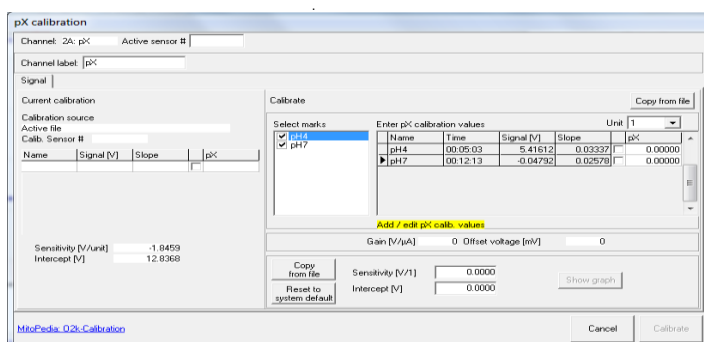 pX calibration
Channel: 2A: pX Active sensor #
Channel label: pX
Signal
Current calibration
Calibration source
Active file
Calib. Sensor #
Name Signal [V] Slope pX
Sensitivity [V/unit] -1.8459
Intercept [V] 12.8368
Calibrate
Copy from file
Select marks
pH4
pH7
Enter pX calibration values Unit 1
Name Time Signal [V] Slope pX
pH4 00:05:03 5.41612 0.03337 0.00000
pH7 00:12:13 -0.04792 0.02578 0.00000
Add / edit pX calib. values
Gain [V/µA] 0 Offset voltage [mV] 0
Copy from file
Sensitivity [V/1] 0.0000
Show graph
Reset to system default
Intercept [V] 0.0000
MitoPedia: O2k-Calibration
Cancel Calibrate